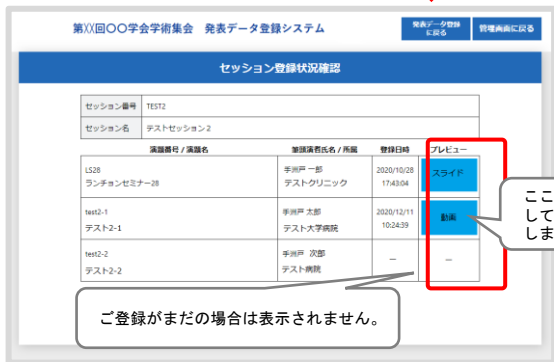 第XX回〇〇学会学術集会　発表データ登録システム
発表データ登録
に戻る
管理画面に戻る
セッション登録状況確認
セッション番号 TEST2
セッション名 テストセッション２
演題番号 / 演題名 筆頭演者氏名 / 所属 登録日時 プレビュー
LS28
ランチョンセミナー28
手洲戸 一郎
テストクリニック
2020/10/28
17:43:04
スライド
test2-1
テスト2-1
手洲戸 太郎
テスト大学病院
2020/12/11
10:24:39
動画
test2-2
テスト2-2
手洲戸　次郎
テスト病院
－
－
ここ
して
しま
ご登録がまだの場合は表示されません。